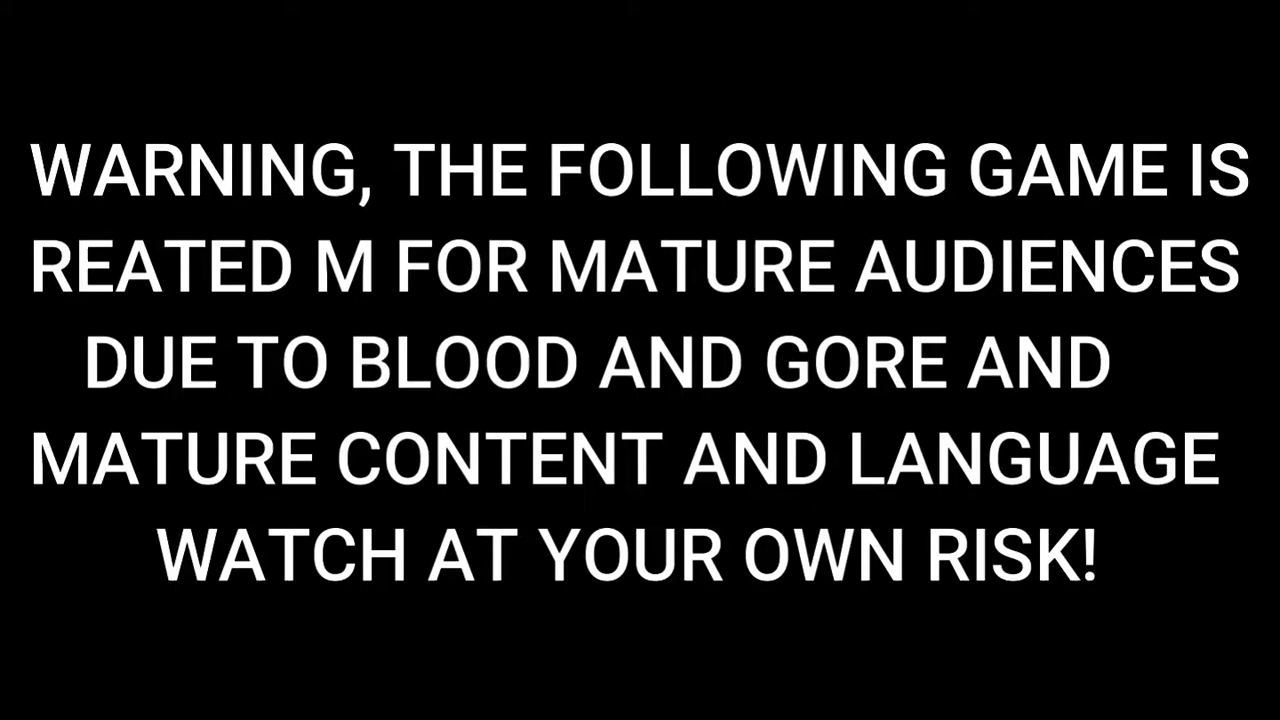 WARNING, THE FOLLOWING GAME IS
REATED M FOR MATURE AUDIENCES
DUE TO BLOOD AND GORE AND
MATURE CONTENT AND LANGUAGE
WATCH AT YOUR OWN RISK!